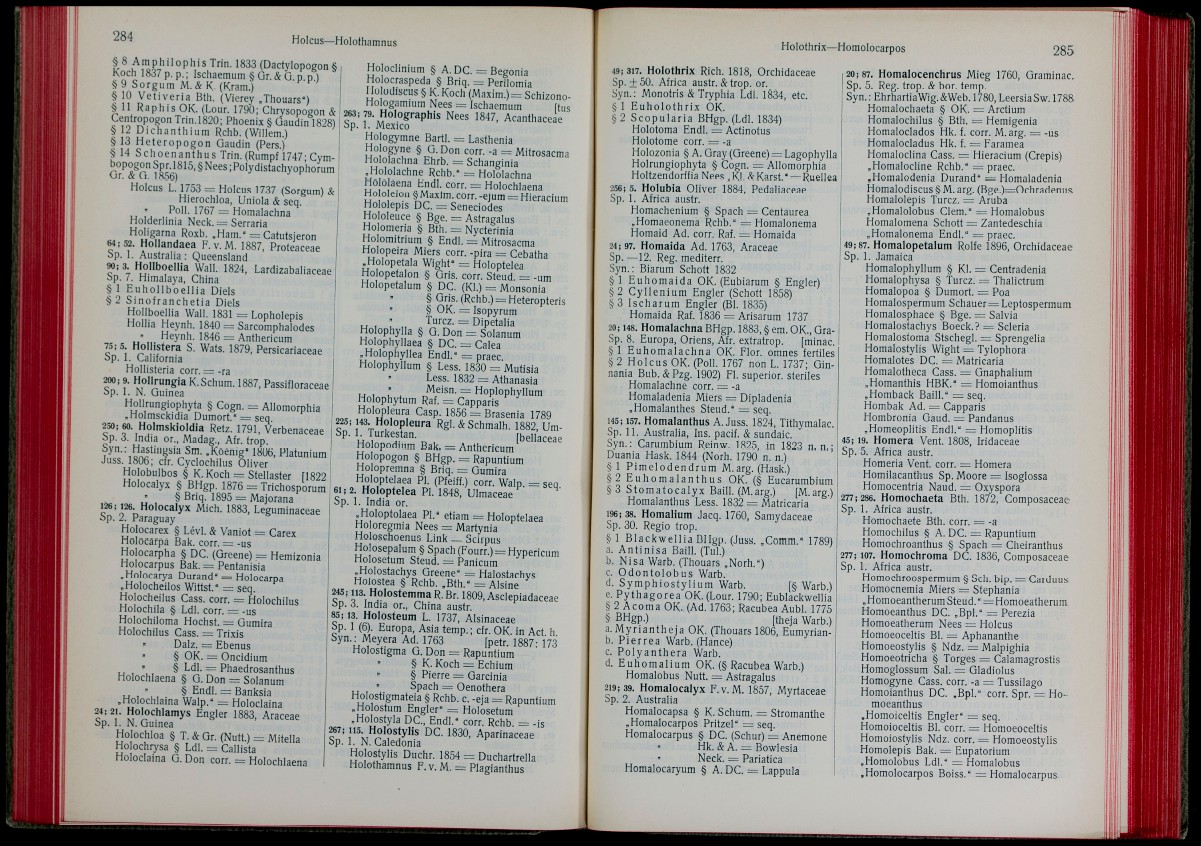 284
Holcus—Holothamnus
§ 8 Amphilophis Trin. 1833 (Dactylopogon §
Koch 1837 p. p.; Ischaemum § Gr. & G. p. p.)
§ 9 Sorgum M. & K. (Kram.)
§ 10 Vetiveria Bth. (Vierey „Thouars“)
§ 11 Raphis OK. (Lour. 1790; Chrysopogon &
Centropogon Trin.1820; Phoenix § Gaudin 1828)
§ 12 Dichanthium Rchb. (Willem.)
§ 13 Heteropogon Gaudin (Pers.)
§ 14 Schoenanthus Trin. (Rumpf 1747; Cym-
bopogon Spr.1815, § Nees; Polydistachyophorum
Gr. & G. 1856)
Holcus L. 1753 = Holcus 1737 (Sorgum) &
Hierochloa, Uniola & seq.
" Poll. 1767 = Homalachna
Holderlinia Neck. = Serraria
Holigarna Roxb. „Ham.“ = Catutsjeron
64; 52. Hollandaea F. v. M. 1887, Proteaceae
Sp. 1. Australia: Queensland
90; 3. Hollboellia Wall. 1824, Lardizabaliaceae
Sp. 7. Himalaya, China
§ 1 Euhollboellia Diels
§ 2 Sinofranchetia Diels
Hollboellia Wall. 1831 = Lopholepis
Hollia Heynh. 1840 = Sarcomphalodes
" Heynh. 1846 = Anthericum
75; 5. Hollistera S. Wats. 1879, Persicariaceae
Sp. 1. California
Hollisteria corr. = -ra
200; 9. Hollrungia K. Schum. 1887, Passifloraceae
Sp. 1. N. Guinea
Hollrungiophyta § Cogn. = Allomorphia
„Holmsckidia Dumort.“ = seq.
250; 60. Holmskioldia Retz. 1791, Verbenaceae
Sp. 3. India or., Madag., Afr. trop.
Syn.: Hastingsia Sm. „Koenig“ 1806, Platunium
Juss. 1806; cfr. Cyclochilus Oliver
Holobulbos § K. Koch = Stellaster [1822
Holocalyx § BHgp. 1876 = Trichosporum
" § Briq. 1895 = Majorana
126; 126. Holocalyx Mich. 1883, Leguminaceae
Sp. 2. Paraguay
Holocarex § Lévl. & Vaniot = Carex
Holocarpa Bak. corr. = -us
Holocarpha § DC. (Greene) = Hemizonia
Holocarpus Bak. = Pentanisia
„Holocarya Durand“ = Holocarpa
„Holocheilos Wittst.“ = seq.
Holocheilus Cass. corr. = Holochilus
Holochila § Ldl. corr. = -us
Holochiloma Hochst. = Gumira
Holochilus Cass. = Trixis
" Dalz. = Ebenus
" § OK. = Oncidium
" § Ldl. = Phaedrosanthus
Holochlaena § G. Don = Solanum
" § Endl. = Banksia
„Holochlaina Walp.“ = Holoclaina
24; 21. Holochlamys Engler 1883, Araceae
Sp. 1. N. Guinea
Holochloa § T. & Gr. (Nutt.) = Mitella
Holochrysa § Ldl. = Callista
Holoclaina G. Don corr. = Holochlaena
Holoclinium § A. DC. = Begonia
Holocraspeda § Briq. = Perilomia
Holodiscus § K. Koch (Maxim.) = Schizono-
Hologamium Nees = Ischaemum [tus
263; 79. Holographis Nees 1847, Acanthaceae
Sp. 1. Mexico
Hologymne Bartl. = Lasthenia
Hologyne § G. Don corr. -a = Mitrosacma
Hololachna Ehrb. = Schanginia
„Hololachne Rchb.“ = Hololachna
Hololaena Endl. corr. = Holochlaena
Hololeion § Maxim. corr. -ejum = Hieracium
Hololepis DC. = Seneciodes
Hololeuce § Bge. = Astragalus
Holomeria § Bth. = Nycterinia
Holomitrium § Endl. = Mitrosacma
Holopeira Miers corr. -pira = Cebatha
„Holopetala Wight“ = Holoptelea
Holopetalon § Gris. corr. Steud. = -um
Holopetalum § DC. (Kl.) = Monsonia
" § Gris. (Rchb.) = Heteropteris
" § OK. = Isopyrum
" Turcz. = Dipetalia
Holophylla § G. Don = Solanum
Holophyllaea § DC. = Calea
„Holophyllea Endl.“ = praec.
Holophyllum § Less. 1830 = Mutisia
" Less. 1832 = Athanasia
" Meisn. = Hoplophyllum
Holophytum Raf. = Capparis
Holopleura Casp. 1856 = Brasenia 1789
225; 143. Holopleura Rgl. & Schmalh. 1882, Um-
Sp. 1. Turkestan. [bellaceae
Holopodium Bak. = Anthericum
Holopogon § BHgp. = Rapuntium
Holopremna § Briq. = Gumira
Holoptelaea Pl. (Pfeiff.) corr. Walp. = seq.
61; 2. Holoptelea Pl. 1848, Ulmaceae
Sp. 1. India or.
„Holoptolaea Pl.“ etiam = Holoptelaea
Holoregmia Nees = Martynia
Holoschoenus Link = Scirpus
Holosepalum § Spach (Fourr.) = Hypericum
Holosetum Steud. = Panicum
„Holostachys Greene“ = Halostachys
Holostea § Rchb. „Bth.“ = Alsine
245; 113. Holostemma R. Br. 1809, Asclepiadaceae
Sp. 3. India or., China austr.
85; 13. Holosteum L. 1737, Alsinaceae
Sp. 1 (6). Europa, Asia temp.; cfr. OK. in Act. h.
Syn.: Meyera Ad. 1763 [petr. 1887: 173
Holostigma G. Don = Rapuntium
" § K. Koch = Echium
" § Pierre = Garcinia
" Spach = Oenothera
Holostigmateia § Rchb. c. -eja = Rapuntium
„Holostum Engler“ = Holosetum
„Holostyla DC., Endl.“ corr. Rchb. = -is
267; 115. Holostylis DC. 1830, Aparinaceae
Sp. 1. N. Caledonia
Holostylis Duchr. 1854 = Duchartrella
Holothamnus F. v. M. = Plagianthus
Holothrix—Homolocarpos
285
49; 317. Holothrix Rich. 1818, Orchidaceae
Sp. ± 50. Africa austr. & trop. or.
Syn.: Monotris & Tryphia Ldl. 1834, etc.
§ 1 Euholothrix OK.
§ 2 Scopularia BHgp. (Ldl. 1834)
Holotoma Endl. = Actinotus
Holotome corr. = -a
Holozonia § A. Gray (Greene) = Lagophylla
Holrungiophyta § Cogn. = Allomorphia
Holtzendorffia Nees „Kl. & Karst.“ = Ruellea
256; 5. Holubia Oliver 1884, Pedaliaceae
Sp. 1. Africa austr.
Homachenium § Spach = Centaurea
„Homaeonema Rchb.“ = Homalonema
Homaid Ad. corr. Raf. = Homaida
24; 97. Homaida Ad. 1763, Araceae
Sp. —12. Reg. mediterr.
Syn.: Biarum Schott 1832
§ 1 Euhomaida OK. (Eubiarum § Engler)
§ 2 Cyllenium Engler (Schott 1858)
§ 3 Ischarum Engler (Bl. 1835)
Homaida Raf. 1836 = Arisarum 1737
20; 148. Homalachna BHgp. 1883, § em. OK., Gra-
Sp. 8. Europa, Oriens, Afr. extratrop. [minac.
§ 1 Euhomalachna OK. Flor. omnes fertiles
§ 2 Holcus OK. (Poll. 1767 non L. 1737; Gin-
nania Bub. & Pzg. 1902) Fl. superior. steriles
Homalachne corr. = -a
Homaladenia Miers = Dipladenia
„Homalanthes Steud.“ = seq.
145; 157. Homalanthus A. Juss. 1824, Tithymalac.
Sp. 11. Australia, Ins. pacif. & sundaic.
Syn.: Carumbium Reinw. 1825, in 1823 n. n.;
Duania Hask. 1844 (Norh. 1790 n. n.)
§ 1 Pimelodendrum M. arg. (Hask.)
§ 2 Euhomalanthus OK. (§ Eucarumbium
§ 3 Stomatocalyx Baill. (M. arg.) [M. arg.)
Homalanthus Less. 1832 = Matricaria
196; 38. Homalium Jacq. 1760, Samydaceae
Sp. 30. Regio trop.
§ 1 Blackwellia BHgp. (Juss. „Comm.“ 1789)
a. Antinisa Baill. (Tul.)
b. Nisa Warb. (Thouars „Norh.“)
c. Odontolobus Warb.
d. Symphiostylium Warb. [§ Warb.)
e. Pythagorea OK. (Lour. 1790; Eublackwellia
§ 2 Acoma OK. (Ad. 1763; Racubea Aubl. 1775
§ BHgp.) [theja Warb.)
a. Myriantheja OK. (Thouars 1806, Eumyrian-
b. Pierrea Warb. (Hance)
c. Polyanthera Warb.
d. Euhomalium OK. (§ Racubea Warb.)
Homalobus Nutt. = Astragalus
219; 39. Homalocalyx F. v. M. 1857, Myrtaceae
Sp. 2. Australia
Homalocapsa § K. Schum. = Stromanthe
„Homalocarpos Pritzel“ = seq.
Homalocarpus § DC. (Schur) = Anemone
" Hk. & A. = Bowlesia
" Neck. = Pariatica
Homalocaryum § A. DC. = Lappula
20; 87. Homalocenchrus Mieg 1760, Graminac.
Sp. 5. Reg. trop. & bor. temp.
Syn.: Ehrhartia Wig. & Web. 1780, Leersia Sw. 1788
Homalochaeta § OK. = Arctium
Homalochilus § Bth. = Hemigenia
Homaloclados Hk. f. corr. M. arg. = -us
Homalocladus Hk. f. = Faramea
Homaloclina Cass. = Hieracium (Crepis)
„Homalocline Rchb.“ = praec.
„Homalodenia Durand“ = Homaladenia
Homalodiscus § M. arg. (Bge.) = Ochradenus
Homalolepis Turcz. = Aruba
„Homalolobus Clem.“ = Homalobus
Homalomena Schott = Zantedeschia
„Homalonema Endl.“ = praec.
49; 87. Homalopetalum Rolfe 1896, Orchidaceae
Sp. 1. Jamaica
Homalophyllum § Kl. = Centradenia
Homalophysa § Turcz. = Thalictrum
Homalopoa § Dumort. = Poa
Homalospermum Schauer = Leptospermum
Homalosphace § Bge. = Salvia
Homalostachys Boeck.? = Scleria
Homalostoma Stschegl. = Sprengelia
Homalostylis Wight = Tylophora
Homalotes DC. = Matricaria
Homalotheca Cass. = Gnaphalium
„Homanthis HBK.“ = Homoianthus
„Homback Baill.“ = seq.
Hombak Ad. = Capparis
Hombronia Gaud. = Pandanus
„Homeoplitis Endl.“ = Homoplitis
45; 19. Homera Vent. 1808, Iridaceae
Sp. 5. Africa austr.
Homeria Vent. corr. = Homera
Homilacanthus Sp. Moore = Isoglossa
Homocentria Naud. = Oxyspora
277; 286. Homochaeta Bth. 1872, Composaceae
Sp. 1. Africa austr.
Homochaete Bth. corr. = -a
Homochilus § A. DC. = Rapuntium
Homochroanthus § Spach = Cheiranthus
277; 107. Homochroma DC. 1836, Composaceae
Sp. 1. Africa austr.
Homochroospermum § Sch. bip. = Carduus
Homocnemia Miers = Stephania
„Homoeantherum Steud.“ = Homoeatherum
Homoeanthus DC. „Bpl.“ = Perezia
Homoeatherum Nees = Holcus
Homoeoceltis Bl. = Aphananthe
Homoeostylis § Ndz. = Malpighia
Homoeotricha § Torges = Calamagrostis
Homoglossum Sal. = Gladiolus
Homogyne Cass. corr. -a = Tussilago
Homoianthus DC. „Bpl.“ corr. Spr. = Ho-
moeanthus
„Homoiceltis Engler“ = seq.
Homoioceltis Bl. corr. = Homoeoceltis
Homoiostylis Ndz. corr. = Homoeostylis
Homolepis Bak. = Eupatorium
„Homolobus Ldl.“ = Homalobus
„Homolocarpos Boiss.“ = Homalocarpus